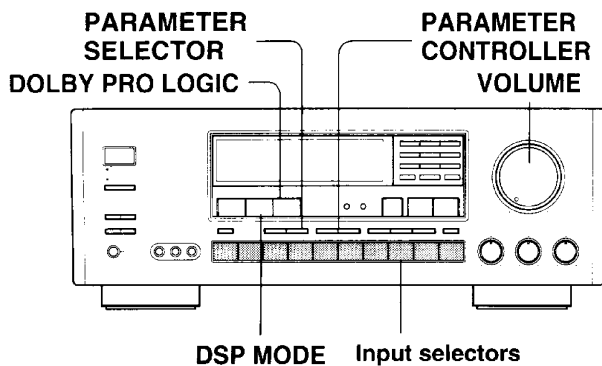 PARAMETER
SELECTOR
DOLBY PRO LOGIC
PARAMETER
CONTROLLER
VOLUME
DSP MODE
Input selectors